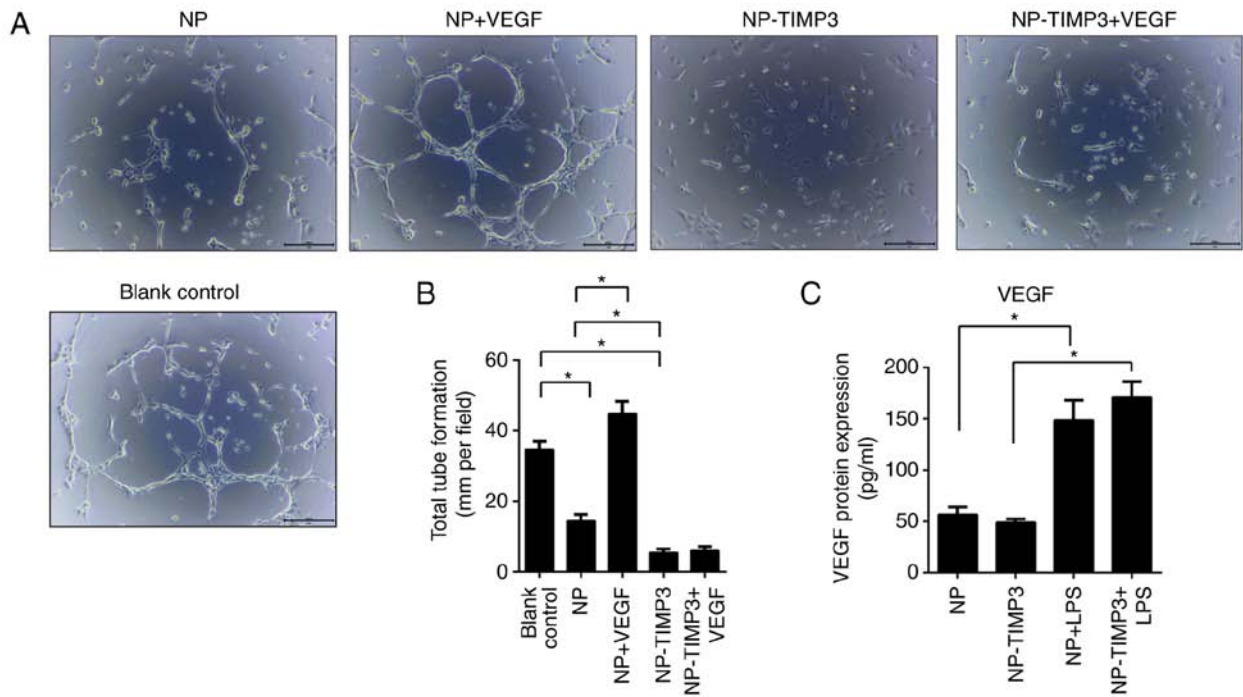 A
NP
NP+VEGF
NP-TIMP3
NP-TIMP3+VEGF
Blank control
B
*
*
*
*
Total tube formation
(mm per field)
60
40
20
0
Blank
control
NP
NP+VEGF
NP-TIMP3
NP-TIMP3+
VEGF
C
VEGF
*
*
VEGF protein expression
(pg/ml)
200
150
100
50
0
NP
NP-TIMP3
NP+LPS
NP-TIMP3+
LPS